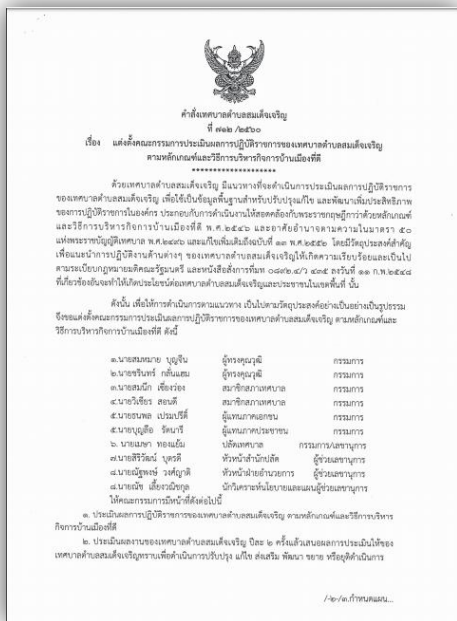 คำสั่งเทศบาลตำบลสมเด็จเจริญ
ที่ ๗๑๒ /๒๕๖๐
เรื่อง แต่งตั้งคณะกรรมการประเมินผลการปฏิบัติราชการของเทศบาลตำบลสมเด็จเจริญ
ตามหลักเกณฑ์และวิธีการบริหารกิจการบ้านเมืองที่ดี
********************
ด้วยเทศบาลตำบลสมเด็จเจริญ มีแนวทางที่จะดำเนินการประเมินผลการปฏิบัติราชการ
ของเทศบาลตำบลสมเด็จเจริญ เพื่อใช้เป็นข้อมูลพื้นฐานสำหรับปรับปรุงแก้ไข และพัฒนาเพิ่มประสิทธิภาพ
ของการปฏิบัติราชการในองค์กร ประกอบกับการดำเนินงานให้สอดคล้องกับพระราชกฤษฎีกาว่าด้วยหลักเกณฑ์
และวิธีการบริหารกิจการบ้านเมืองที่ดี พ.ศ.๒๕๔๖ และอาศัยอำนาจตามความในมาตรา ๕๐
แห่งพระราชบัญญัติเทศบาล พ.ศ.๒๔๙๖ และแก้ไขเพิ่มเติมถึงฉบับที่ ๑๓ พ.ศ.๒๕๕๒ โดยมีวัตถุประสงค์สำคัญ
เพื่อแนะนำการปฏิบัติงานด้านต่างๆ ของเทศบาลตำบลสมเด็จเจริญให้เกิดความเรียบร้อยและเป็นไป
ตามระเบียบกฎหมายมติคณะรัฐมนตรี และหนังสือสั่งการที่มท ๐๘๙๒.๔/ว ๔๓๕ ลงวันที่ ๑๑ ก.พ.๒๕๔๘
ที่เกี่ยวข้องอันจะทำให้เกิดประโยชน์ต่อเทศบาลตำบลสมเด็จเจริญและประชาชนในเขตพื้นที่ นั้น
ดังนั้น เพื่อให้การดำเนินการตามแนวทาง เป็นไปตามวัตถุประสงค์อย่างเป็นอย่างเป็นรูปธรรม
จึงขอแต่งตั้งคณะกรรมการประเมินผลการปฏิบัติราชการของเทศบาลตำบลสมเด็จเจริญ ตามหลักเกณฑ์และ
วิธีการบริหารกิจการบ้านเมืองที่ดี ดังนี้
๑.นายสมหมาย บุญจีน ผู้ทรงคุณวุฒิ กรรมการ
๒.นายชรินทร์ กลั่นแฮม ผู้ทรงคุณวุฒิ กรรมการ
๓.นายสมนึก เชี่ยงว่อง สมาชิกสภาเทศบาล กรรมการ
๔.นายวิเชียร สอนดี สมาชิกสภาเทศบาล กรรมการ
๕.นายธนพล เปรมปรีดิ์ ผู้แทนภาคเอกชน กรรมการ
๕.นายบุญลือ รัตนารี ผู้แทนภาคประชาชน กรรมการ
๖. นายเมษา ทองแย้ม ปลัดเทศบาล กรรมการ/เลขานุการ
๗.นายสิริวัฒน์ บุตรดี หัวหน้าสำนักปลัด ผู้ช่วยเลขานุการ
๘.นายณัฐพงษ์ วงศ์ญาติ หัวหน้าฝ่ายอำนวยการ ผู้ช่วยเลขานุการ
๘.นายณัช เลี้ยงวณิชกุล นักวิเคราะห์นโยบายและแผนผู้ช่วยเลขานุการ
ให้คณะกรรมการมีหน้าที่ดังต่อไปนี้
๑. ประเมินผลการปฏิบัติราชการของเทศบาลตำบลสมเด็จเจริญ ตามหลักเกณฑ์และวิธีการบริหาร
กิจการบ้านเมืองที่ดี
๒. ประเมินผลงานของเทศบาลตำบลสมเด็จเจริญ ปีละ ๒ ครั้งแล้วเสนอผลการประเมินให้ของ
เทศบาลตำบลสมเด็จเจริญทราบเพื่อดำเนินการปรับปรุง แก้ไข ส่งเสริม พัฒนา ขยาย หรือยุติดำเนินการ
/-๒-/๓.กำหนดแผน...